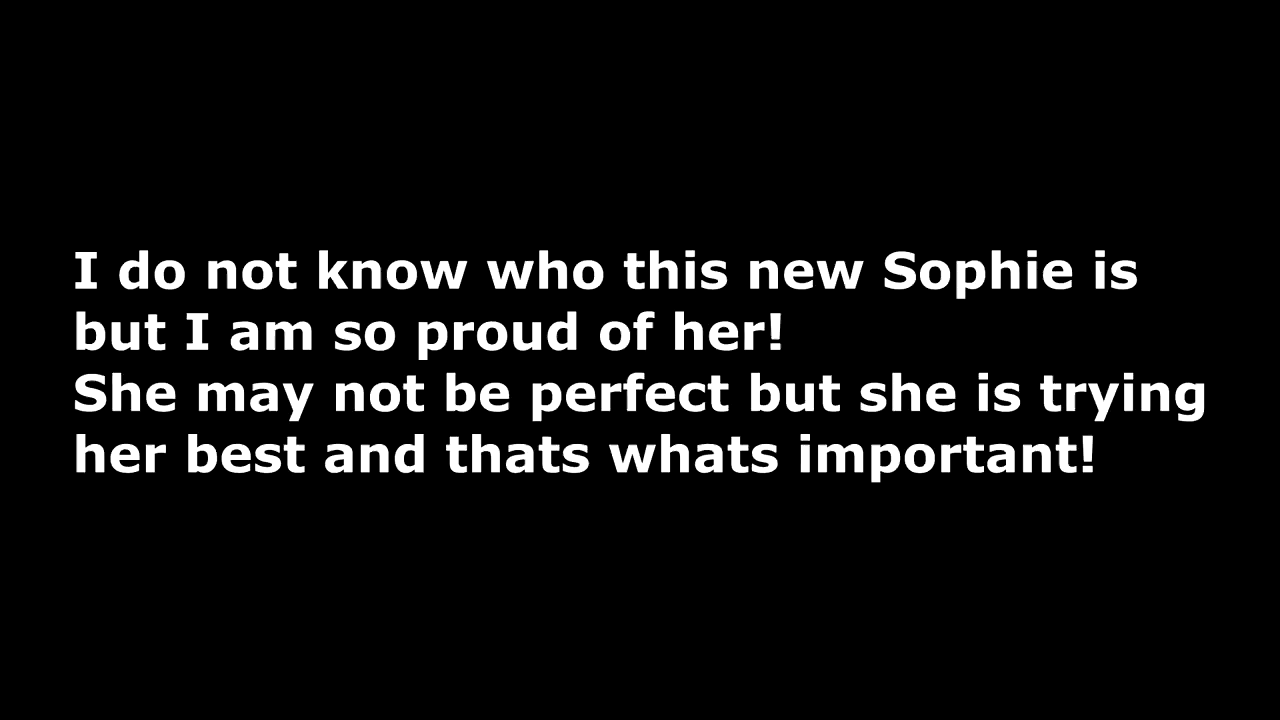 I do not know who this new Sophie is
but I am so proud of her!
She may not be perfect but she is trying
her best and thats whats important!